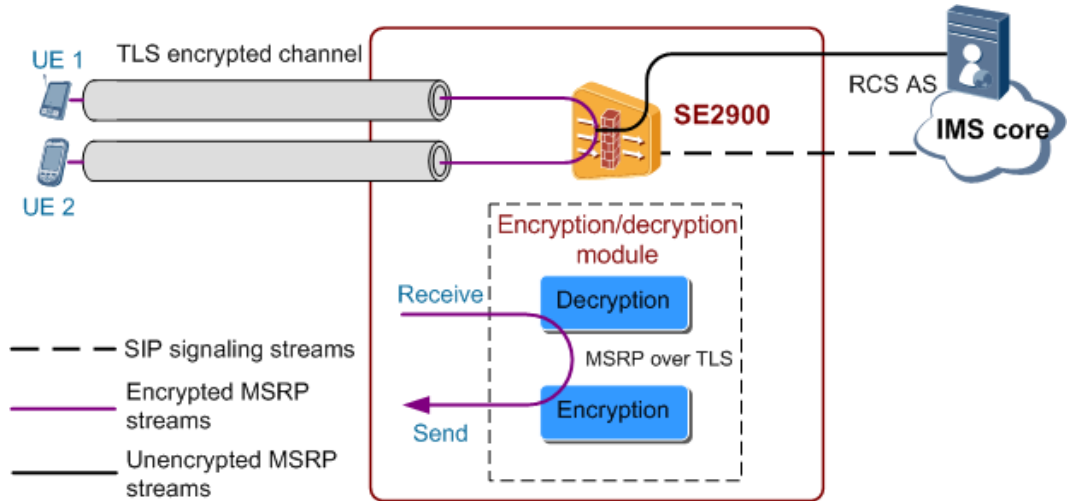 UE 1
TLS encrypted channel
RCS AS
SE2900
IMS core
UE 2
Encryption/decryption
module
Receive
Decryption
MSRP over TLS
Encryption
Send
SIP signaling streams
Encrypted MSRP
streams
Unencrypted MSRP
streams